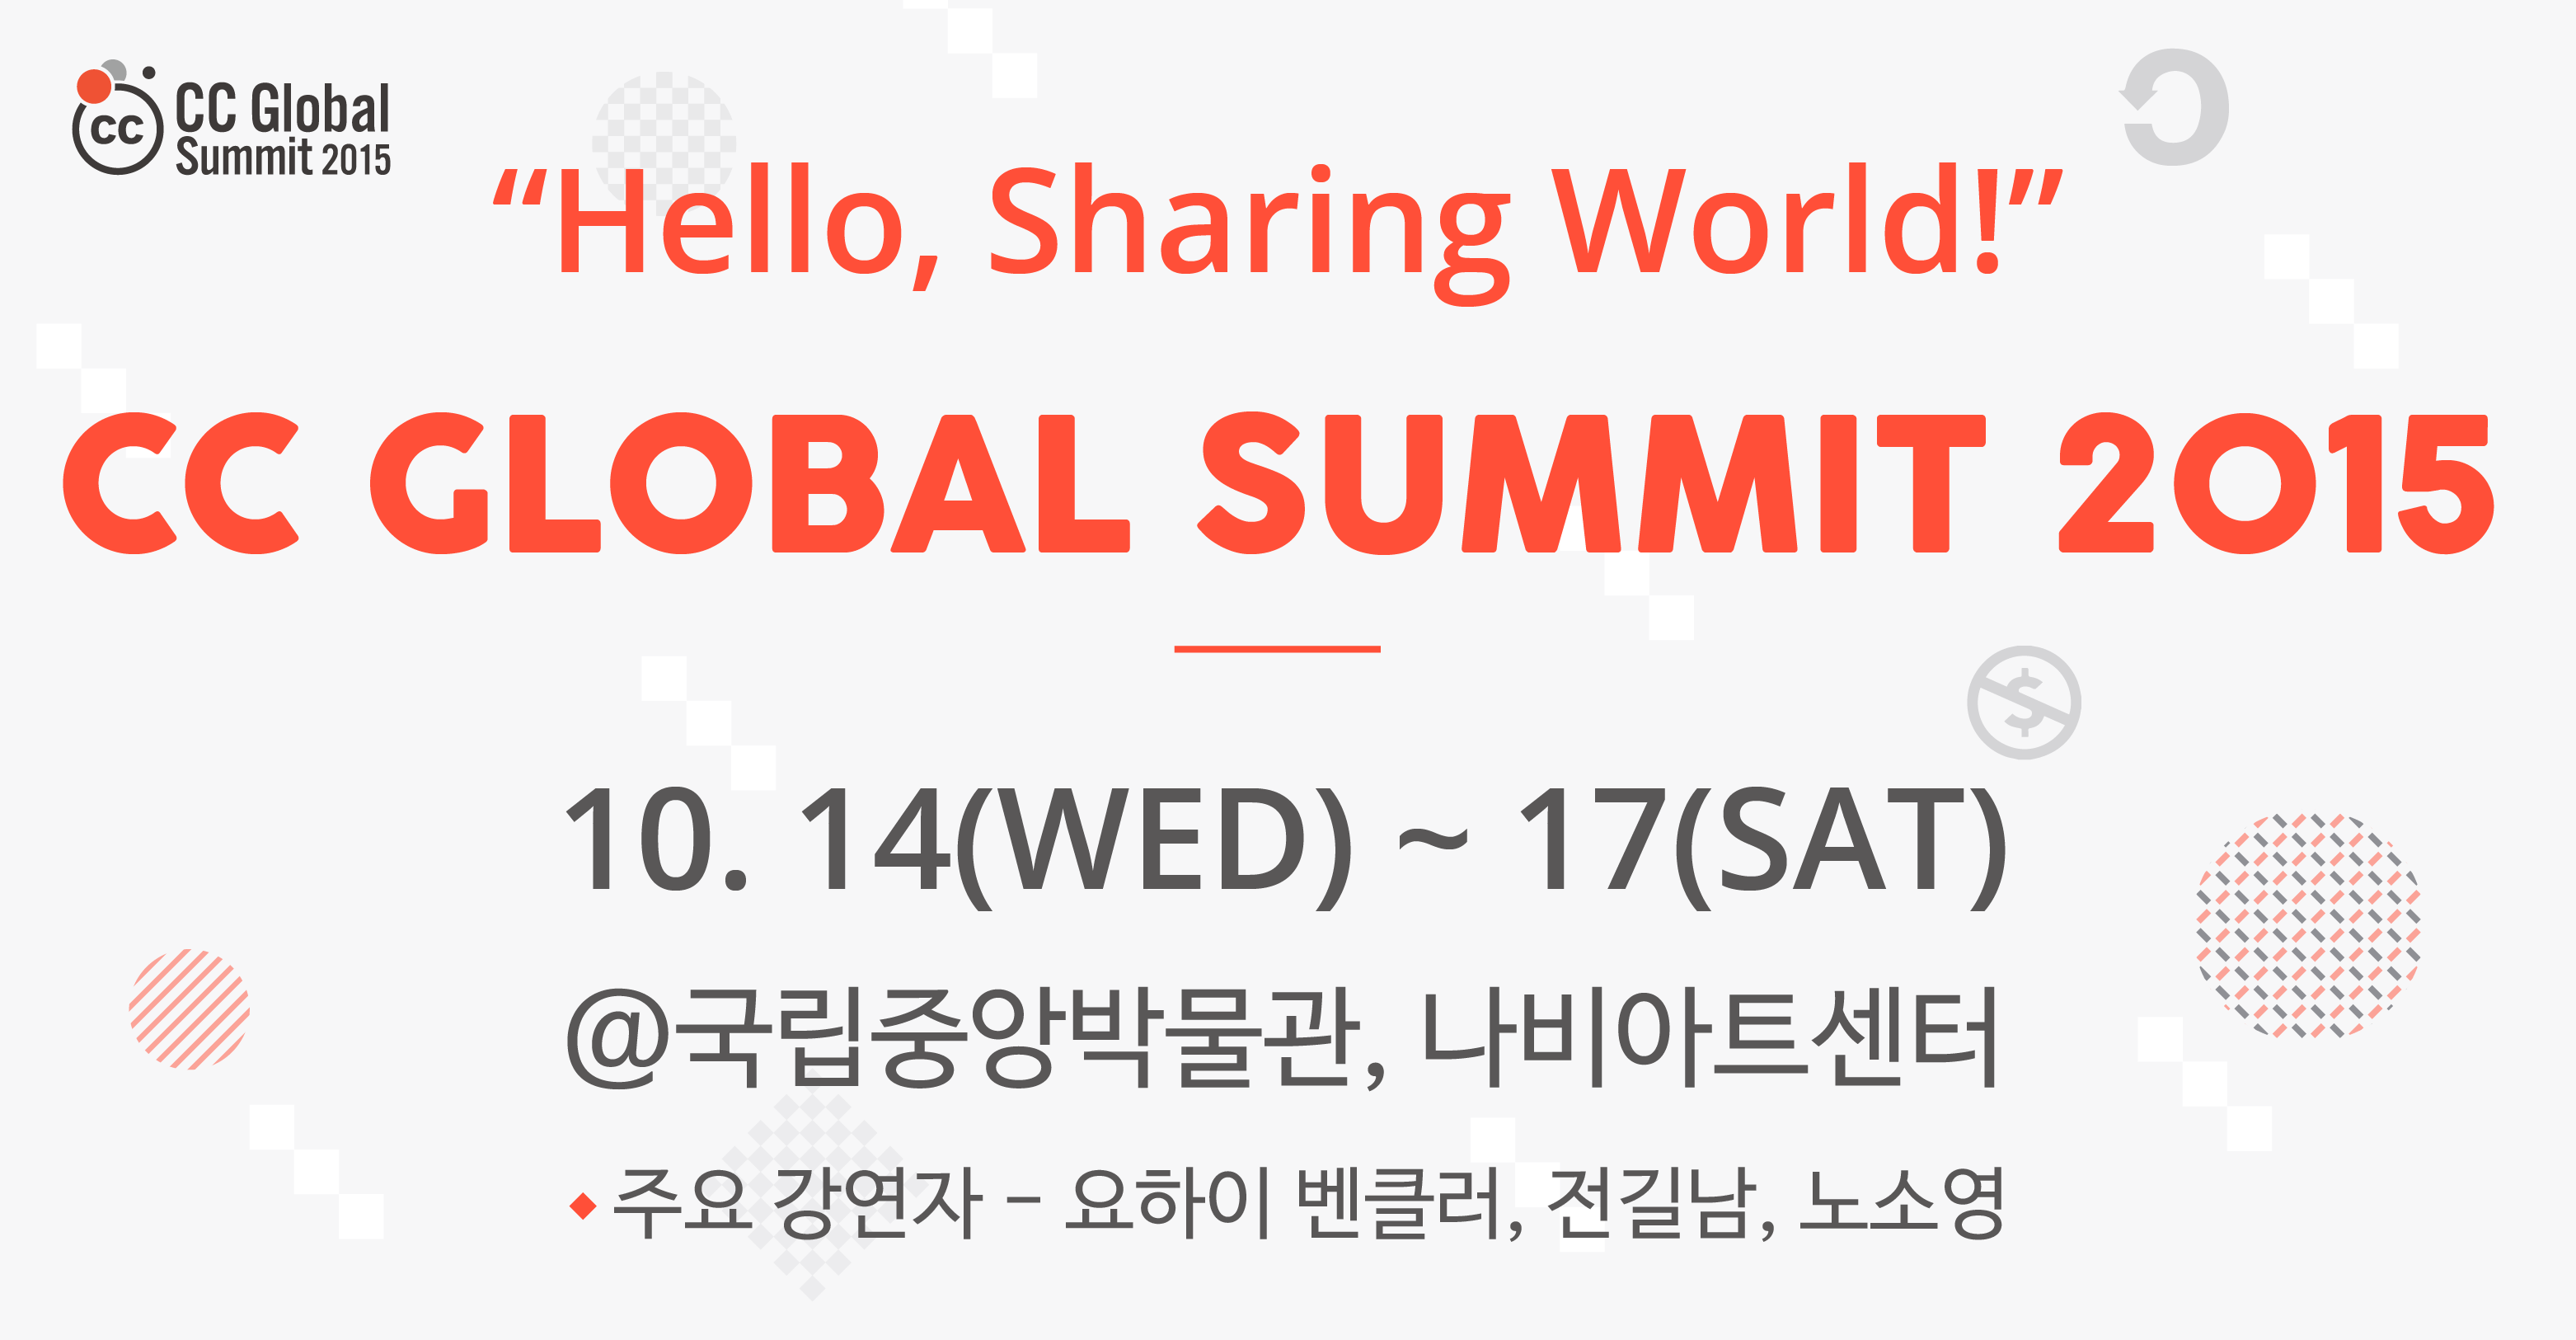 cc
CC Global
Summit 2015
“Hello, Sharing World!”
CC GLOBAL SUMMIT 2015
10. 14(WED) ~ 17(SAT)
@국립중앙박물관, 나비아트센터
주요 강연자 - 요하이 벤클러, 전길남, 노소영